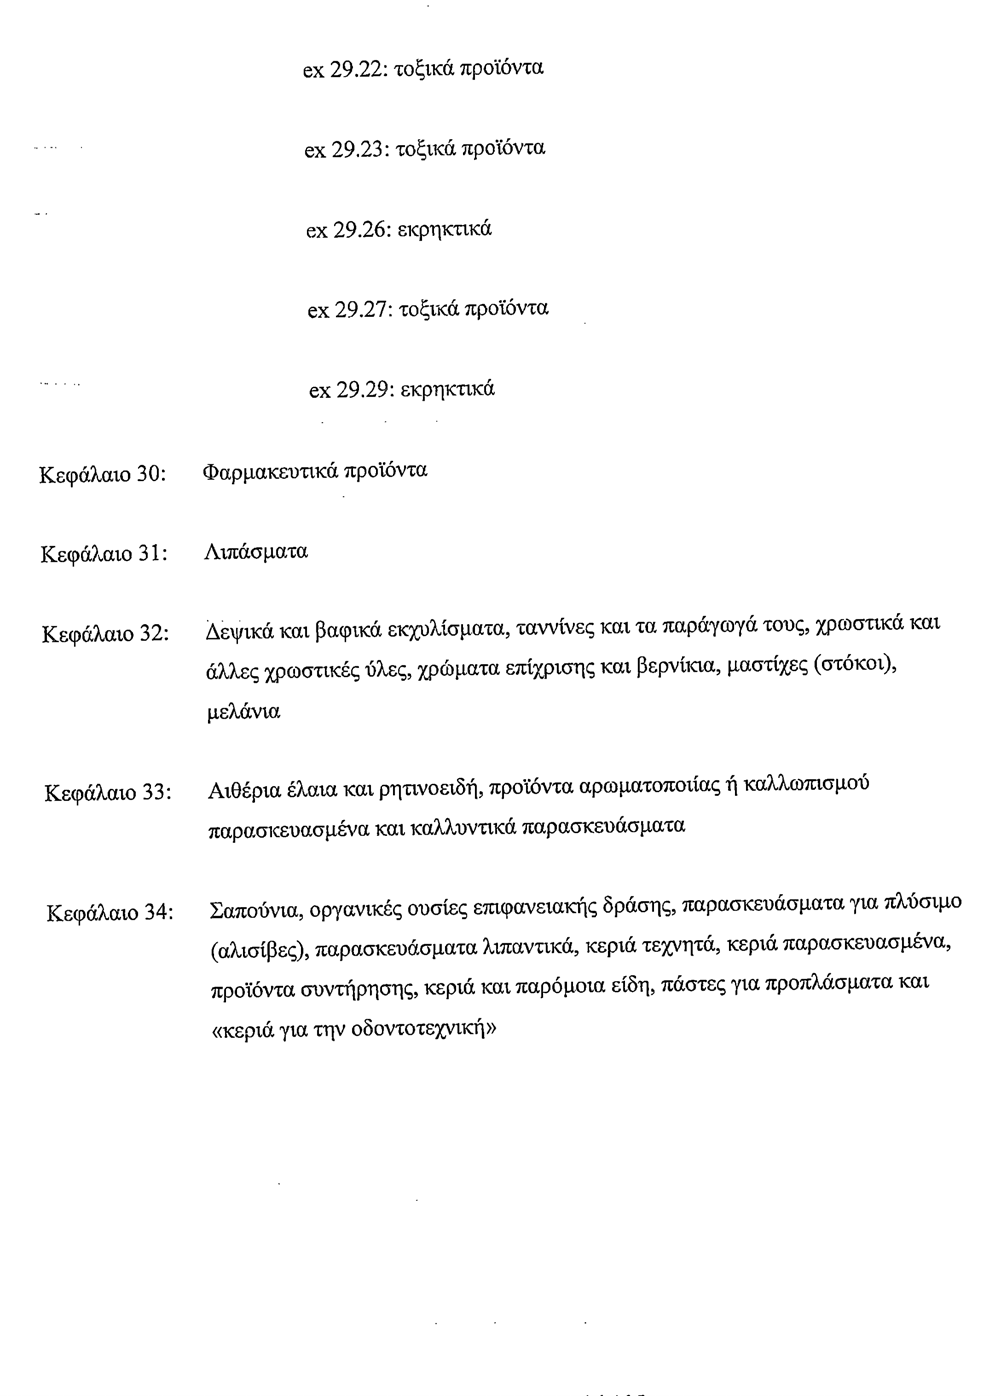 ex 29.22: τοξικά προϊόντα
ex 29.23: τοξικά προϊόντα
ex 29.26: εκρηκτικά
ex 29.27: τοξικά προϊόντα
ex 29.29: εκρηκτικά
Κεφάλαιο 30: Φαρμακευτικά προϊόντα
Κεφάλαιο 31: Λιπάσματα
Κεφάλαιο 32: Δεψικά και βαφικά εκχυλίσματα, ταννίνες και τα παράγωγά τους, χρωστικά και
άλλες χρωστικές ύλες, χρώματα επίχρισης και βερνίκια, μαστίχες (στόκοι),
μελάνια
Κεφάλαιο 33: Αιθέρια έλαια και ρητινοειδή, προϊόντα αρωματοποιίας ή καλλωπισμού
παρασκευασμένα και καλλυντικά παρασκευάσματα
Κεφάλαιο 34: Σαπούνια, οργανικές ουσίες επιφανειακής δράσης, παρασκευάσματα για πλύσιμο
(αλισίβες), παρασκευάσματα λιπαντικά, κεριά τεχνητά, κεριά παρασκευασμένα,
προϊόντα συντήρησης, κεριά και παρόμοια είδη, πάστες για προπλάσματα και
«κεριά για την οδοντοτεχνική»